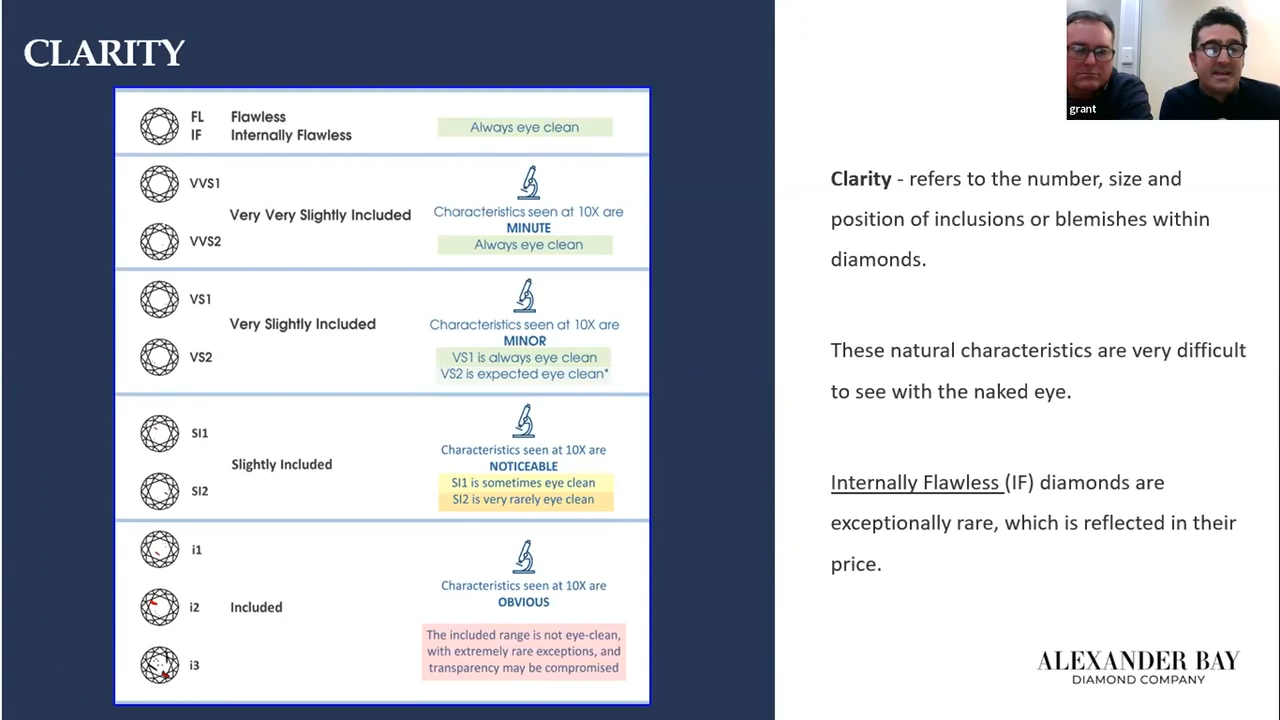 CLARITY
FL Flawless
IF Internally Flawless
Always eye clean
VVS1
Very Very Slightly Included
VVS2
Characteristics seen at 10X are
MINUTE
Always eye clean
VS1
Very Slightly Included
VS2
Characteristics seen at 10X are
MINOR
VS1 is always eye clean
VS2 is expected eye clean*
SI1
Slightly Included
SI2
Characteristics seen at 10X are
NOTICEABLE
SI1 is sometimes eye clean
SI2 is very rarely eye clean
i1
i2 Included
i3
Characteristics seen at 10X are
OBVIOUS
The included range is not eye-clean,
with extremely rare exceptions, and
transparency may be compromised
grant
Clarity - refers to the number, size and
position of inclusions or blemishes within
diamonds.
These natural characteristics are very difficult
to see with the naked eye.
Internally Flawless (IF) diamonds are
exceptionally rare, which is reflected in their
price.
ALEXANDER BAY
DIAMOND COMPANY